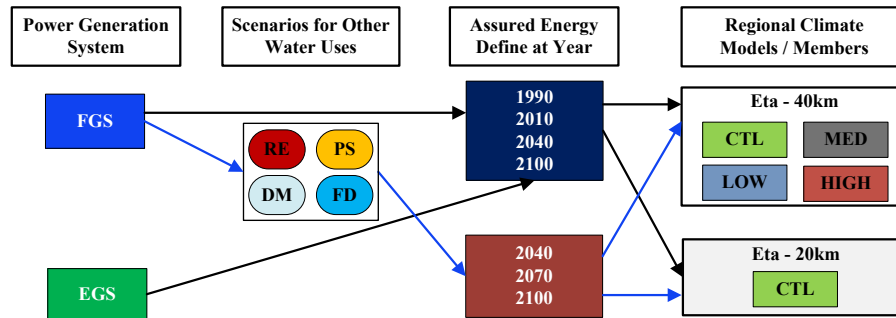 Power Generation
System
Scenarios for Other
Water Uses
Assured Energy
Define at Year
Regional Climate
Models / Members
FGS
RE
PS
DM
FD
EGS
1990
2010
2040
2100
2040
2070
2100
Eta - 40km
CTL
MED
LOW
HIGH
Eta - 20km
CTL